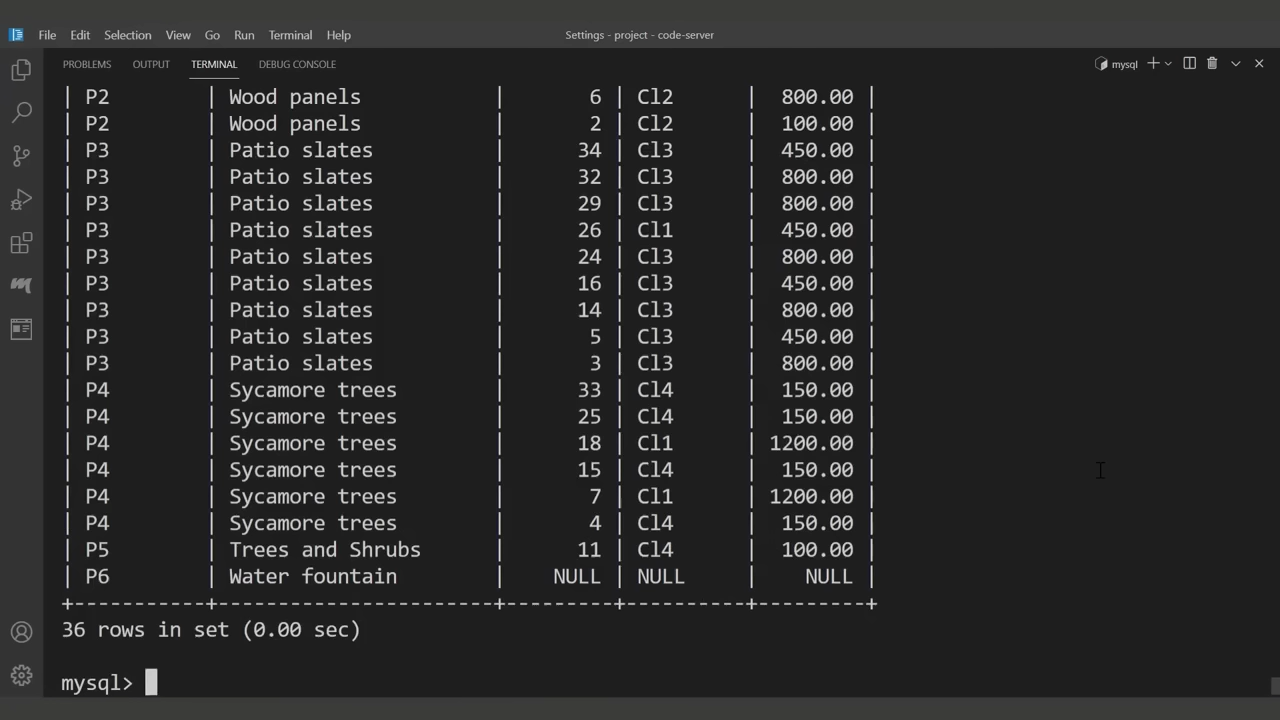 File Edit Selection View Go Run Terminal Help Settings - project - code-server
PROBLEMS OUTPUT TERMINAL DEBUG CONSOLE mysql
| P2 | Wood panels | 6 | Cl2 | 800.00 |
| P2 | Wood panels | 2 | Cl2 | 100.00 |
| P3 | Patio slates | 34 | Cl3 | 450.00 |
| P3 | Patio slates | 32 | Cl3 | 800.00 |
| P3 | Patio slates | 29 | Cl3 | 800.00 |
| P3 | Patio slates | 26 | Cl1 | 450.00 |
| P3 | Patio slates | 24 | Cl3 | 800.00 |
| P3 | Patio slates | 16 | Cl3 | 450.00 |
| P3 | Patio slates | 14 | Cl3 | 800.00 |
| P3 | Patio slates | 5 | Cl3 | 450.00 |
| P3 | Patio slates | 3 | Cl3 | 800.00 |
| P4 | Sycamore trees | 33 | Cl4 | 150.00 |
| P4 | Sycamore trees | 25 | Cl4 | 150.00 |
| P4 | Sycamore trees | 18 | Cl1 | 1200.00 |
| P4 | Sycamore trees | 15 | Cl4 | 150.00 |
| P4 | Sycamore trees | 7 | Cl1 | 1200.00 |
| P4 | Sycamore trees | 4 | Cl4 | 150.00 |
| P5 | Trees and Shrubs | 11 | Cl4 | 100.00 |
| P6 | Water fountain | NULL | NULL | NULL |
+-----------+-----------------------+---------+----------+---------+
36 rows in set (0.00 sec)
mysql>